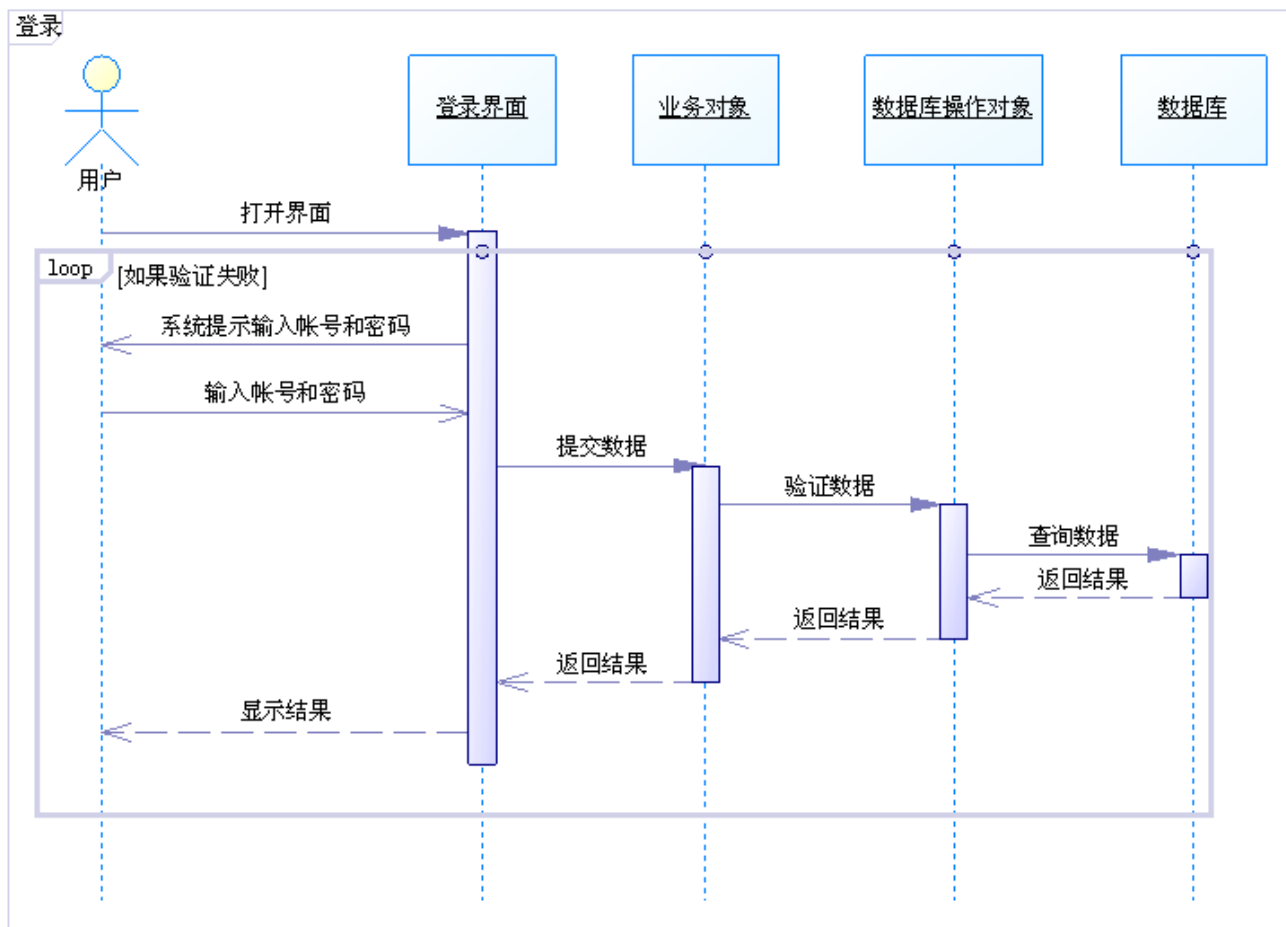 登录
登录界面
业务对象
数据库操作对象
数据库
用户
打开界面
loop
[如果验证失败]
系统提示输入帐号和密码
输入帐号和密码
提交数据
验证数据
查询数据
返回结果
返回结果
返回结果
显示结果